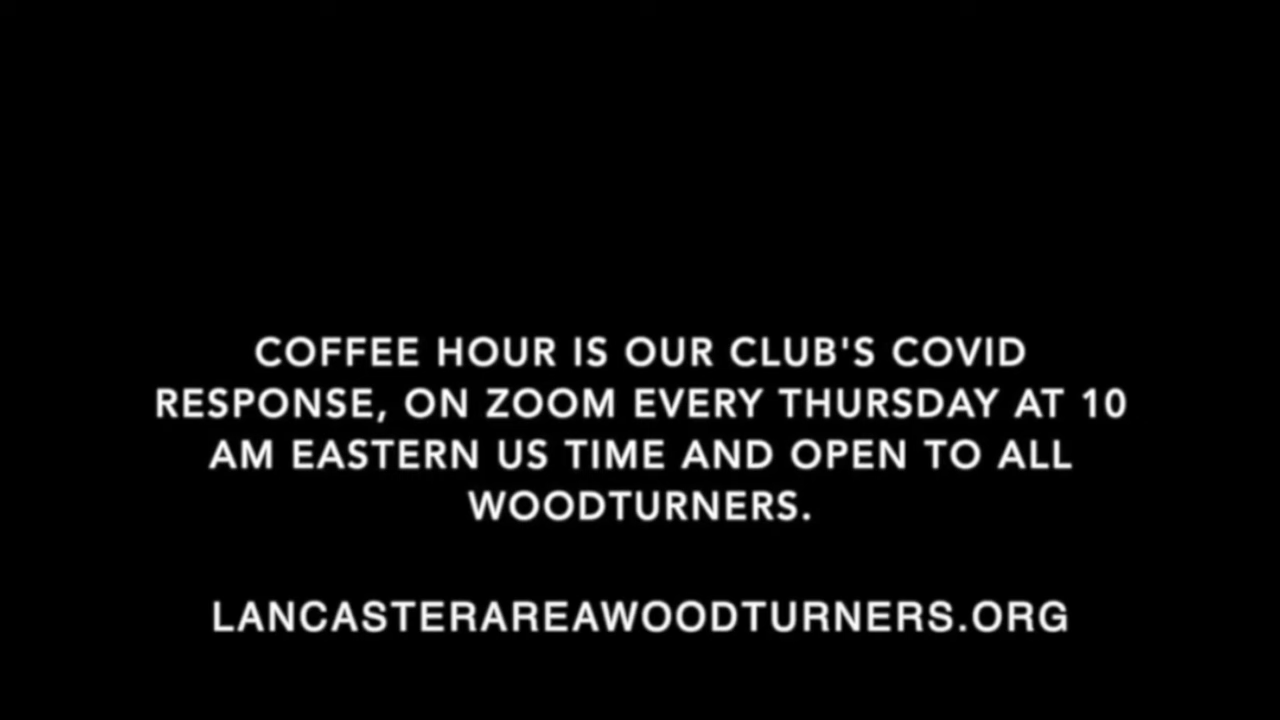 COFFEE HOUR IS OUR CLUB'S COVID
RESPONSE, ON ZOOM EVERY THURSDAY AT 10
AM EASTERN US TIME AND OPEN TO ALL
WOODTURNERS.
LANCASTERAREAWOODTURNERS.ORG